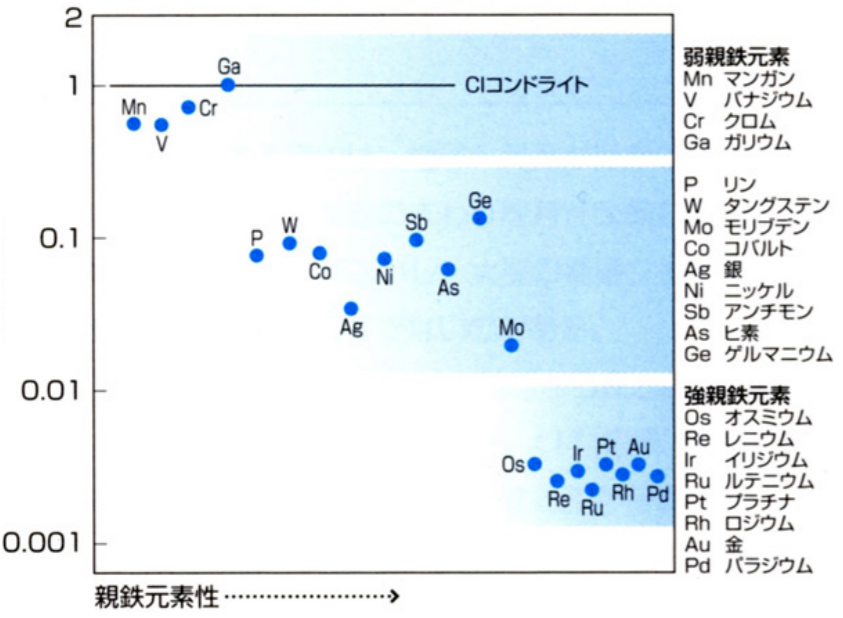 2
1
0.1
0.01
0.001
Ga
CIコンドライト
Mn
Cr
V
Ge
P
W
Sb
Co
Ni
As
Ag
Mo
Pt
Au
Ir
Os
Re
Ru
Rh
Pd
親鉄元素性
弱親鉄元素
Mn マンガン
V バナジウム
Cr クロム
Ga ガリウム
P リン
W タングステン
Mo モリブデン
Co コバルト
Ag 銀
Ni ニッケル
Sb アンチモン
As ヒ素
Ge ゲルマニウム
強親鉄元素
Os オスミウム
Re レニウム
Ir イリジウム
Ru ルテニウム
Pt プラチナ
Rh ロジウム
Au 金
Pd パラジウム